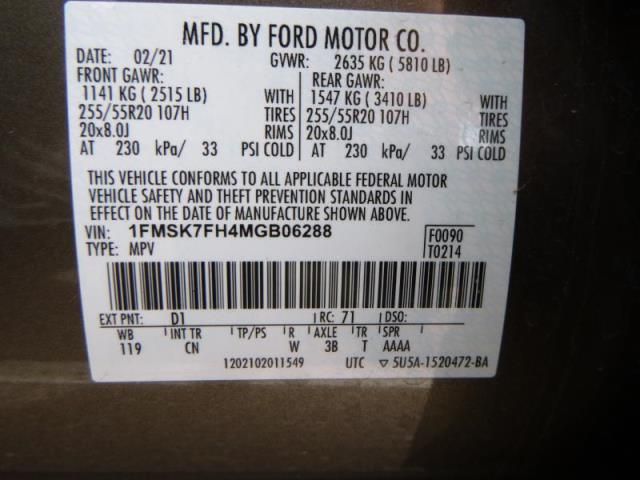 MFD. BY FORD MOTOR CO.
DATE: 02/21 GVWR: 2635 KG ( 5810 LB)
FRONT GAWR: REAR GAWR:
1141 KG ( 2515 LB) WITH 1547 KG ( 3410 LB) WITH
255/55R20 107H TIRES 255/55R20 107H TIRES
20x8.0J RIMS 20x8.0J RIMS
AT 230 kPa/ 33 PSI COLD AT 230 kPa/ 33 PSI COLD
THIS VEHICLE CONFORMS TO ALL APPLICABLE FEDERAL MOTOR
VEHICLE SAFETY AND THEFT PREVENTION STANDARDS IN
EFFECT ON THE DATE OF MANUFACTURE SHOWN ABOVE.
VIN: 1FMSK7FH4MGB06288 F0090
TYPE: MPV T0214
EXT PNT: D1 RC: 71 DSO:
WB INT TR TP/PS R AXLE TR SPR
119 CN W 3B T AAAA
1202102011549 UTC ▽ 5U5A-1520472-BA